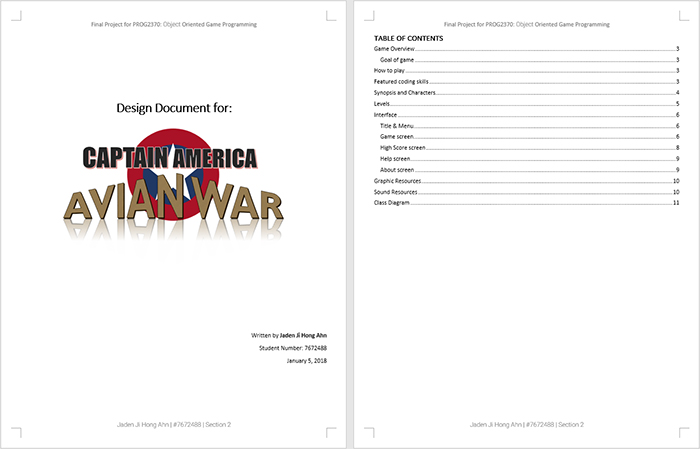 Final Project for PROG2370: Object Oriented Game Programming
Design Document for:
CAPTAIN AMERICA
AVIAN WAR
Written by Jaden Ji Hong Ahn
Student Number: 7672488
January 5, 2018
Jaden Ji Hong Ahn | #7672488 | Section 2
Final Project for PROG2370: Object Oriented Game Programming
TABLE OF CONTENTS
Game Overview 3
Goal of game 3
How to play 3
Featured coding skills 3
Synopsis and Characters 4
Levels 5
Interface 6
Title & Menu 6
Game screen 6
High Score screen 8
Help screen 9
About screen 9
Graphic Resources 10
Sound Resources 10
Class Diagram 11
Jaden Ji Hong Ahn | #7672488 | Section 2